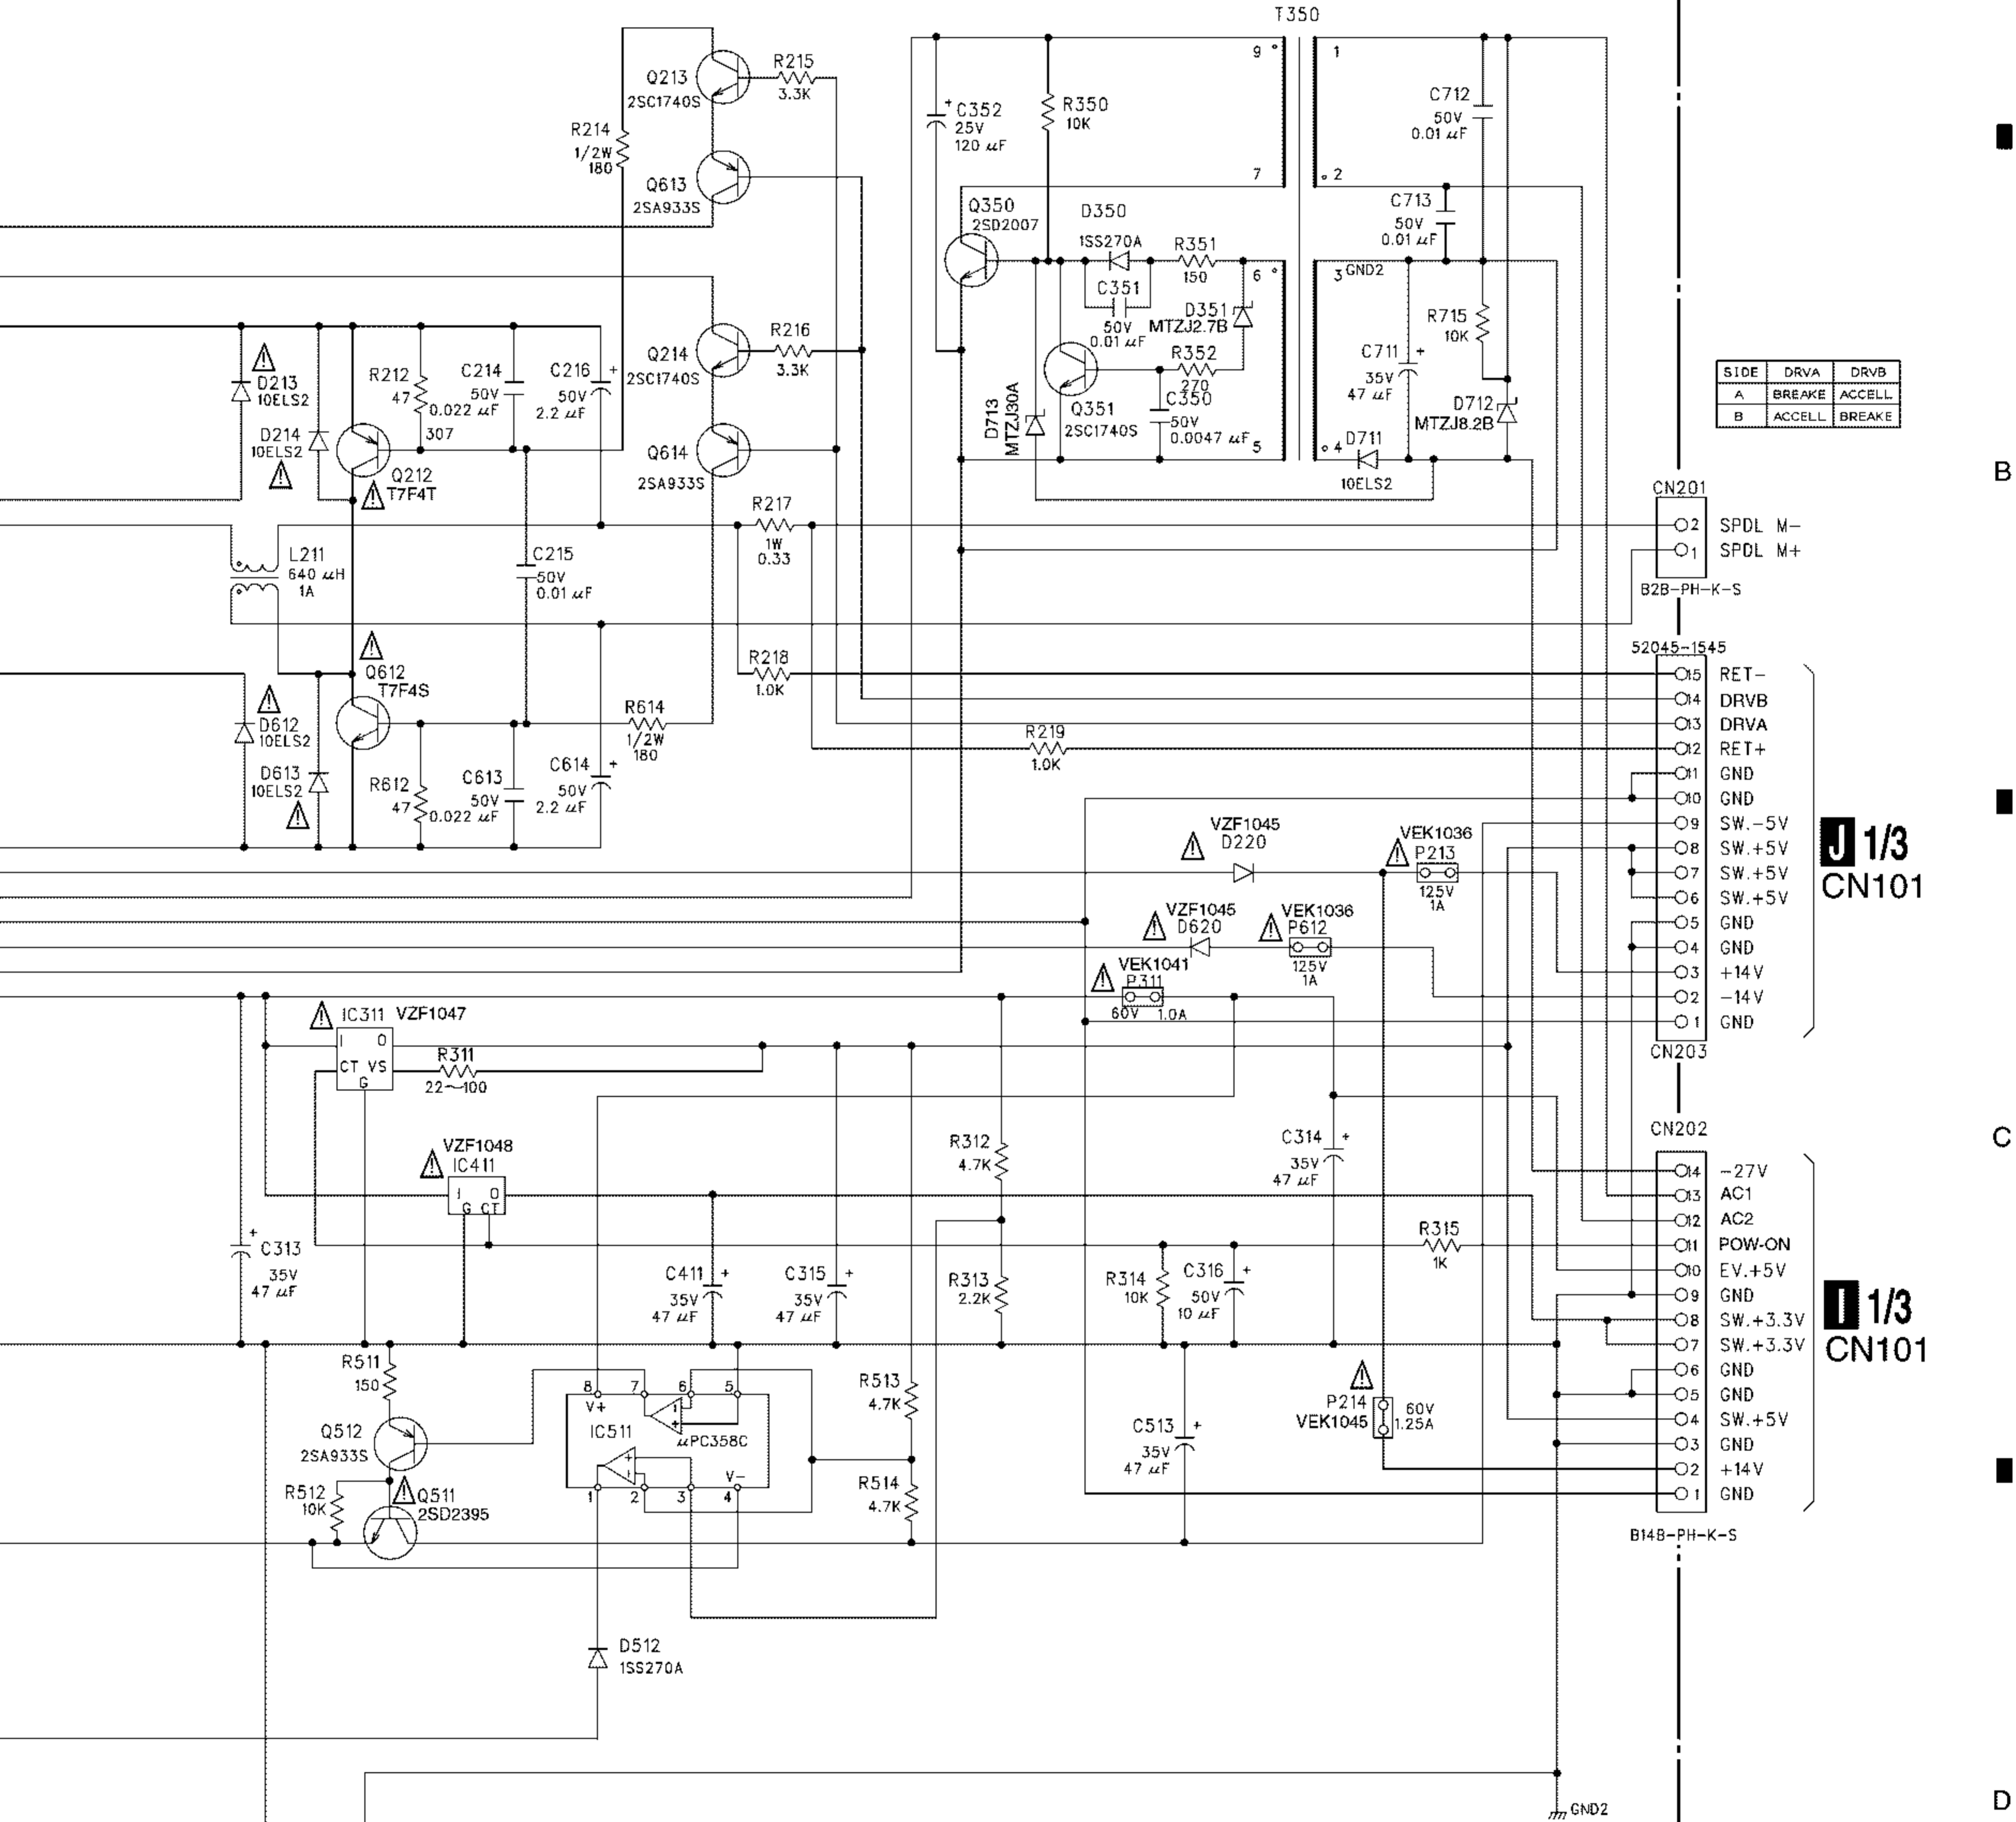 T350
Q213
2SC1740S
R215
3.3K
9
1
C352
25V
120 µF
R350
10K
C712
50V
0.01 µF
R214
1/2W
180
Q613
2SA933S
7
2
Q350
2SD2007
D350
1SS270A
R351
150
C713
50V
0.01 µF
6
3 GND2
C351
50V
0.01 µF
D351
MTZJ2.7B
R715
10K
Q214
2SC1740S
R216
3.3K
R352
270
C711
35V
47 µF
SIDE DRVA DRVB
A BREAKE ACCELL
B ACCELL BREAKE
D213
10ELS2
R212
47
C214
50V
0.022 µF
C216
50V
2.2 µF
307
D214
10ELS2
Q212
T7F4T
D713
MTZJ30A
Q351
2SC1740S
C350
50V
0.0047 µF
D712
MTZJ8.2B
Q614
2SA933S
5
4
D711
10ELS2
B
R217
1W
0.33
CN201
2 SPDL M-
1 SPDL M+
B2B-PH-K-S
L211
640 µH
1A
C215
50V
0.01 µF
Q612
T7F4S
R218
1.0K
52045-1545
15 RET-
14 DRVB
13 DRVA
12 RET+
11 GND
10 GND
9 SW.-5V
8 SW.+5V
7 SW.+5V
6 SW.+5V
5 GND
4 GND
3 +14V
2 -14V
1 GND
CN203
D612
10ELS2
R614
1/2W
180
R219
1.0K
D613
10ELS2
R612
47
C613
50V
0.022 µF
C614
50V
2.2 µF
VZF1045
D220
VEK1036
P213
125V
1A
J 1/3
CN101
VZF1045
D620
VEK1036
P612
125V
1A
VEK1041
P311
60V 1.0A
IC311 VZF1047
I O
CT VS
G
R311
22~100
VZF1048
IC411
I O
G CT
R312
4.7K
C314
35V
47 µF
C
CN202
14 -27V
13 AC1
12 AC2
11 POW-ON
10 EV.+5V
9 GND
8 SW.+3.3V
7 SW.+3.3V
6 GND
5 GND
4 SW.+5V
3 GND
2 +14V
1 GND
B14B-PH-K-S
C313
35V
47 µF
C411
35V
47 µF
C315
35V
47 µF
R313
2.2K
R314
10K
C316
50V
10 µF
R315
1K
I 1/3
CN101
R511
150
8 7 6 5
V+
IC511
µPC358C
V-
1 2 3 4
R513
4.7K
C513
35V
47 µF
P214
VEK1045
60V
1.25A
Q512
2SA933S
R512
10K
Q511
2SD2395
R514
4.7K
D512
1SS270A
GND2
D